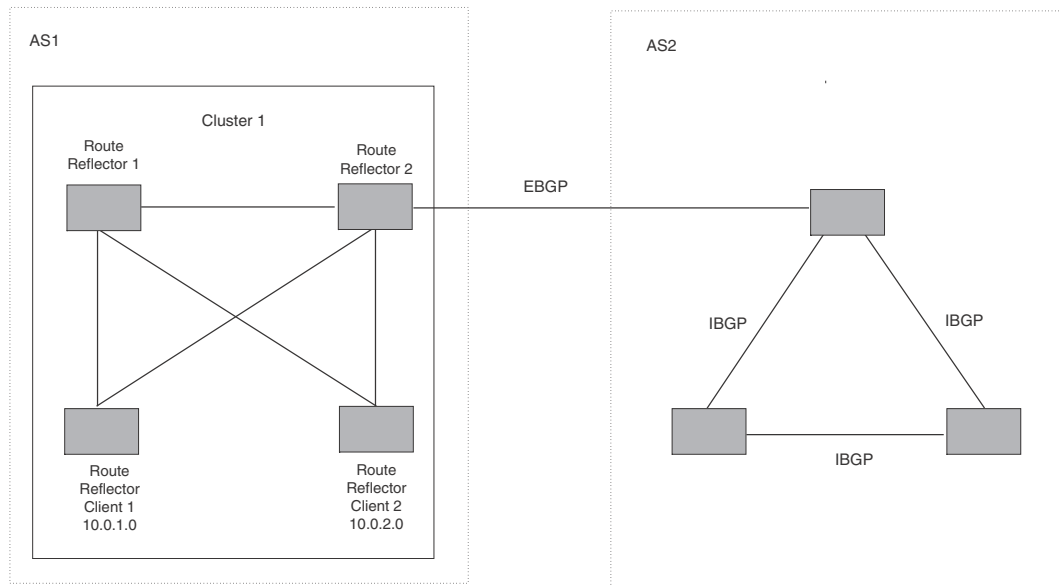 AS1
AS2
Cluster 1
Route
Reflector 1
Route
Reflector 2
EBGP
IBGP
IBGP
IBGP
Route
Reflector
Client 1
10.0.1.0
Route
Reflector
Client 2
10.0.2.0